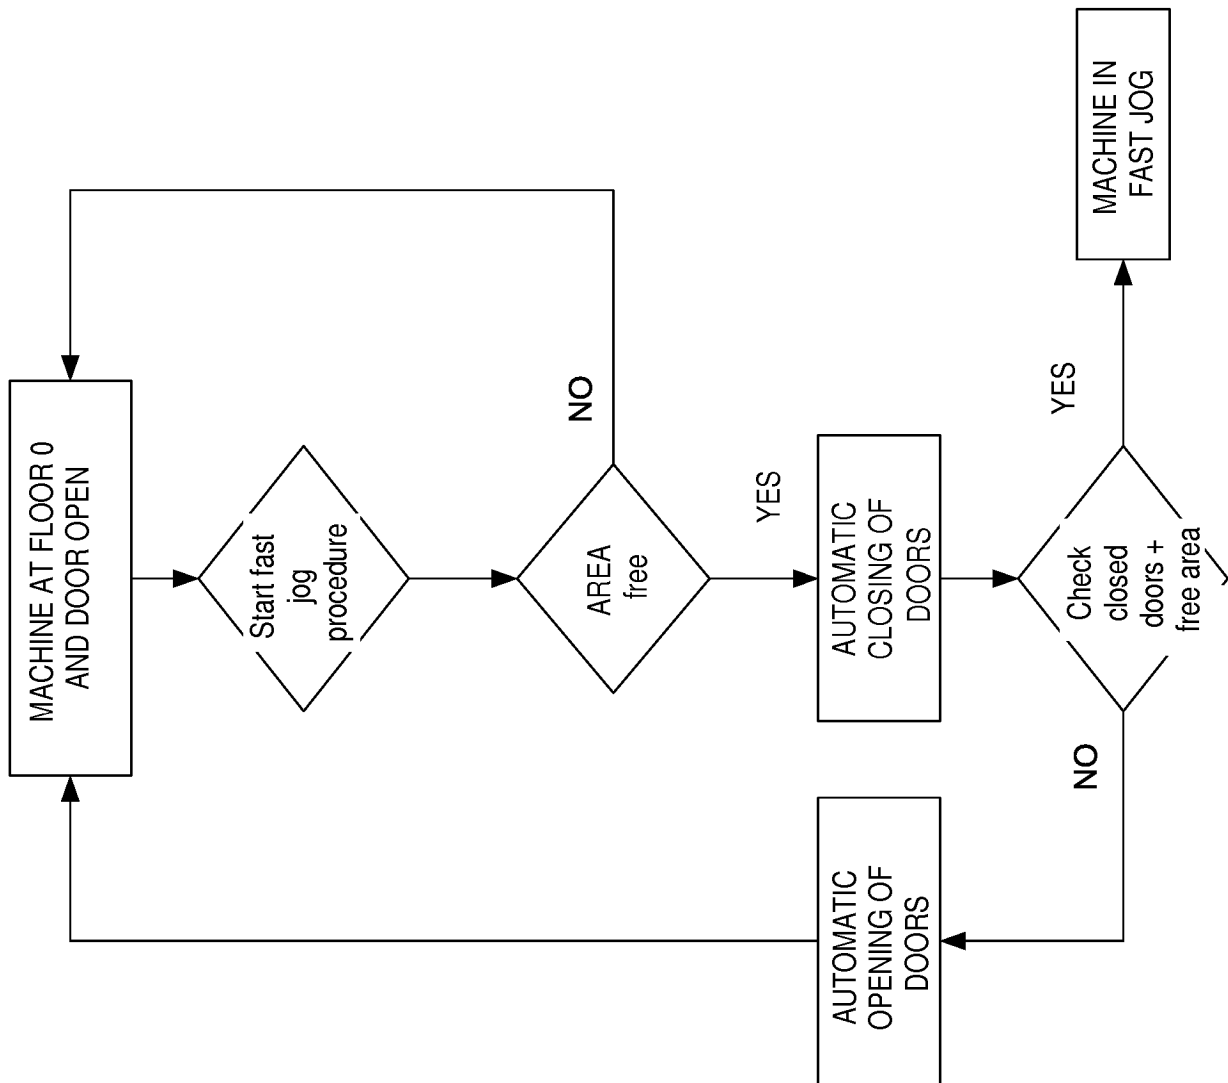 MACHINE AT FLOOR 0
AND DOOR OPEN
Start fast
jog
procedure
AREA
free
NO
YES
AUTOMATIC
CLOSING OF
DOORS
Check
closed
doors +
free area
YES
MACHINE IN
FAST JOG
NO
AUTOMATIC
OPENING OF
DOORS